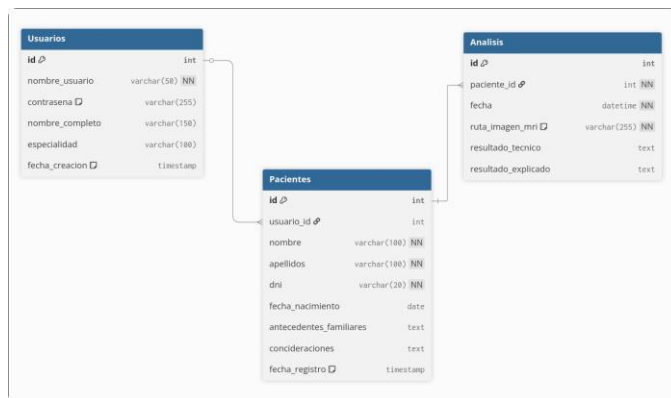 Usuarios
id int
nombre_usuario varchar(50) NN
contrasena varchar(255)
nombre_completo varchar(150)
especialidad varchar(100)
fecha_creacion timestamp
Analisis
id int
paciente_id int NN
fecha datetime NN
ruta_imagen_mri varchar(255) NN
resultado_tecnico text
resultado_explicado text
Pacientes
id int
usuario_id int
nombre varchar(100) NN
apellidos varchar(100) NN
dni varchar(20) NN
fecha_nacimiento date
antecedentes_familiares text
concideraciones text
fecha_registro timestamp